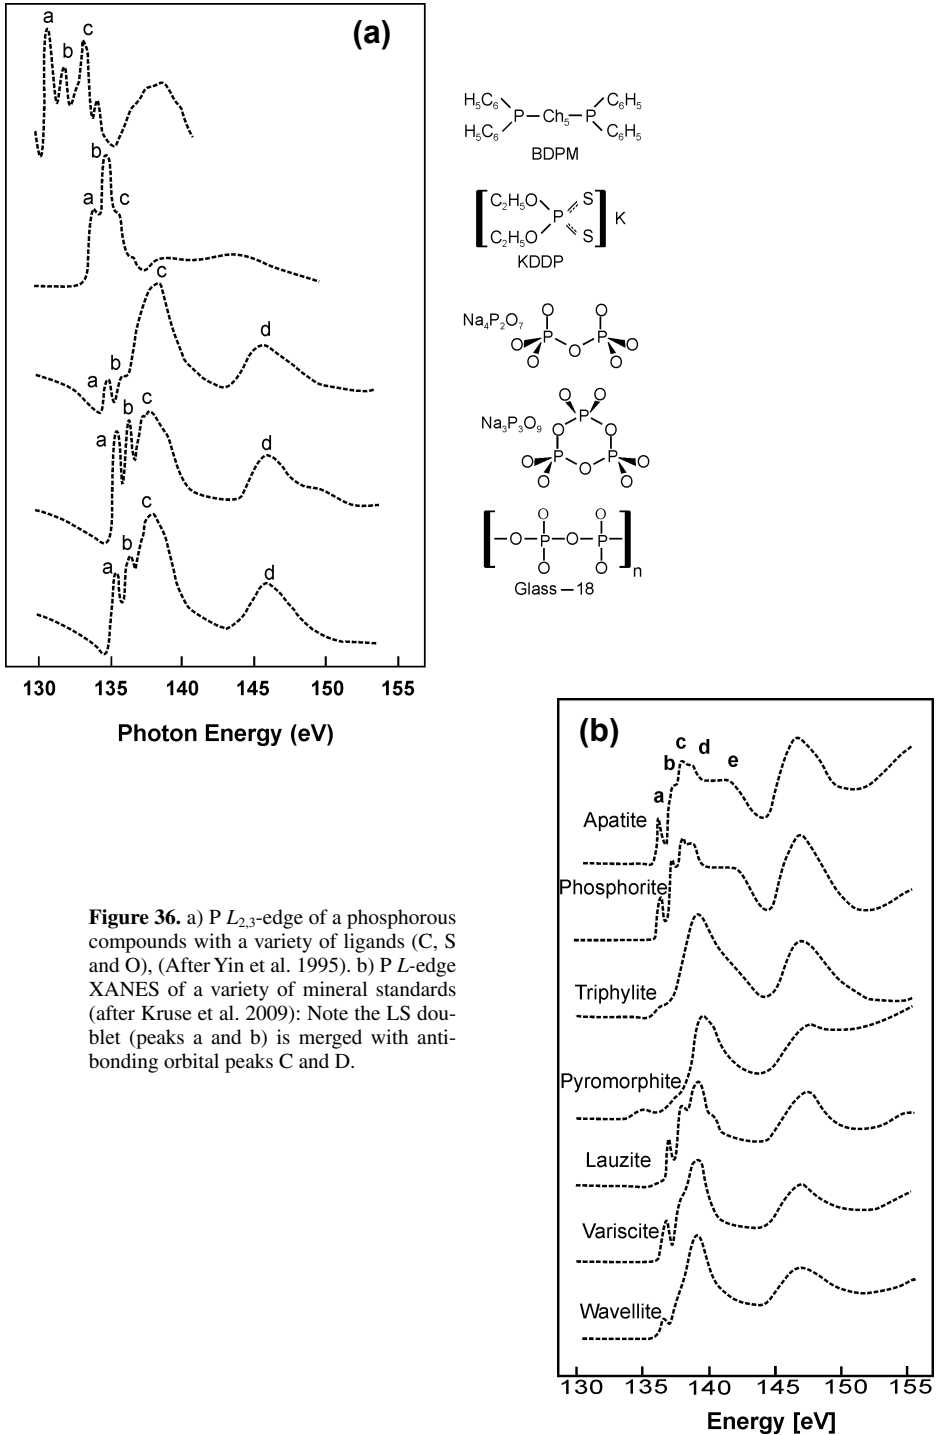 (a)
a
b
c
a
b
c
a
b
c
d
a
b
c
d
a
b
c
d
130 135 140 145 150 155
Photon Energy (eV)
H5C6 C6H5
P Ch5 P
H5C6 C6H5
BDPM
C2H5O S
P K
C2H5O S
KDDP
Na4P2O7
O O
P P
O O O
O O
Na3P3O9
O O
P
O O
O P P O
O O O
O O
O P O P
O O n
Glass – 18
(b)
a
b
c
d
e
Apatite
Phosphorite
Triphylite
Pyromorphite
Lauzite
Variscite
Wavellite
130 135 140 145 150 155
Energy [eV]
Figure 36. a) P L2,3-edge of a phosphorous
compounds with a variety of ligands (C, S
and O), (After Yin et al. 1995). b) P L-edge
XANES of a variety of mineral standards
(after Kruse et al. 2009): Note the LS dou-
blet (peaks a and b) is merged with anti-
bonding orbital peaks C and D.